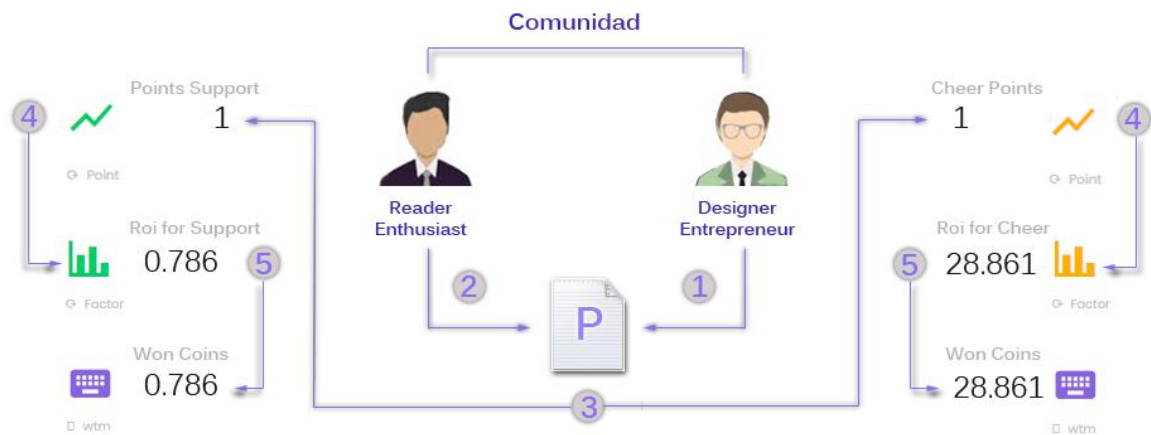 Comunidad
Points Support
1
4
Point
Roi for Support
0.786
5
Factor
Won Coins
0.786
wtm
Reader
Enthusiast
2
Designer
Entrepreneur
1
P
3
Cheer Points
1
4
Point
Roi for Cheer
28.861
5
Factor
Won Coins
28.861
wtm